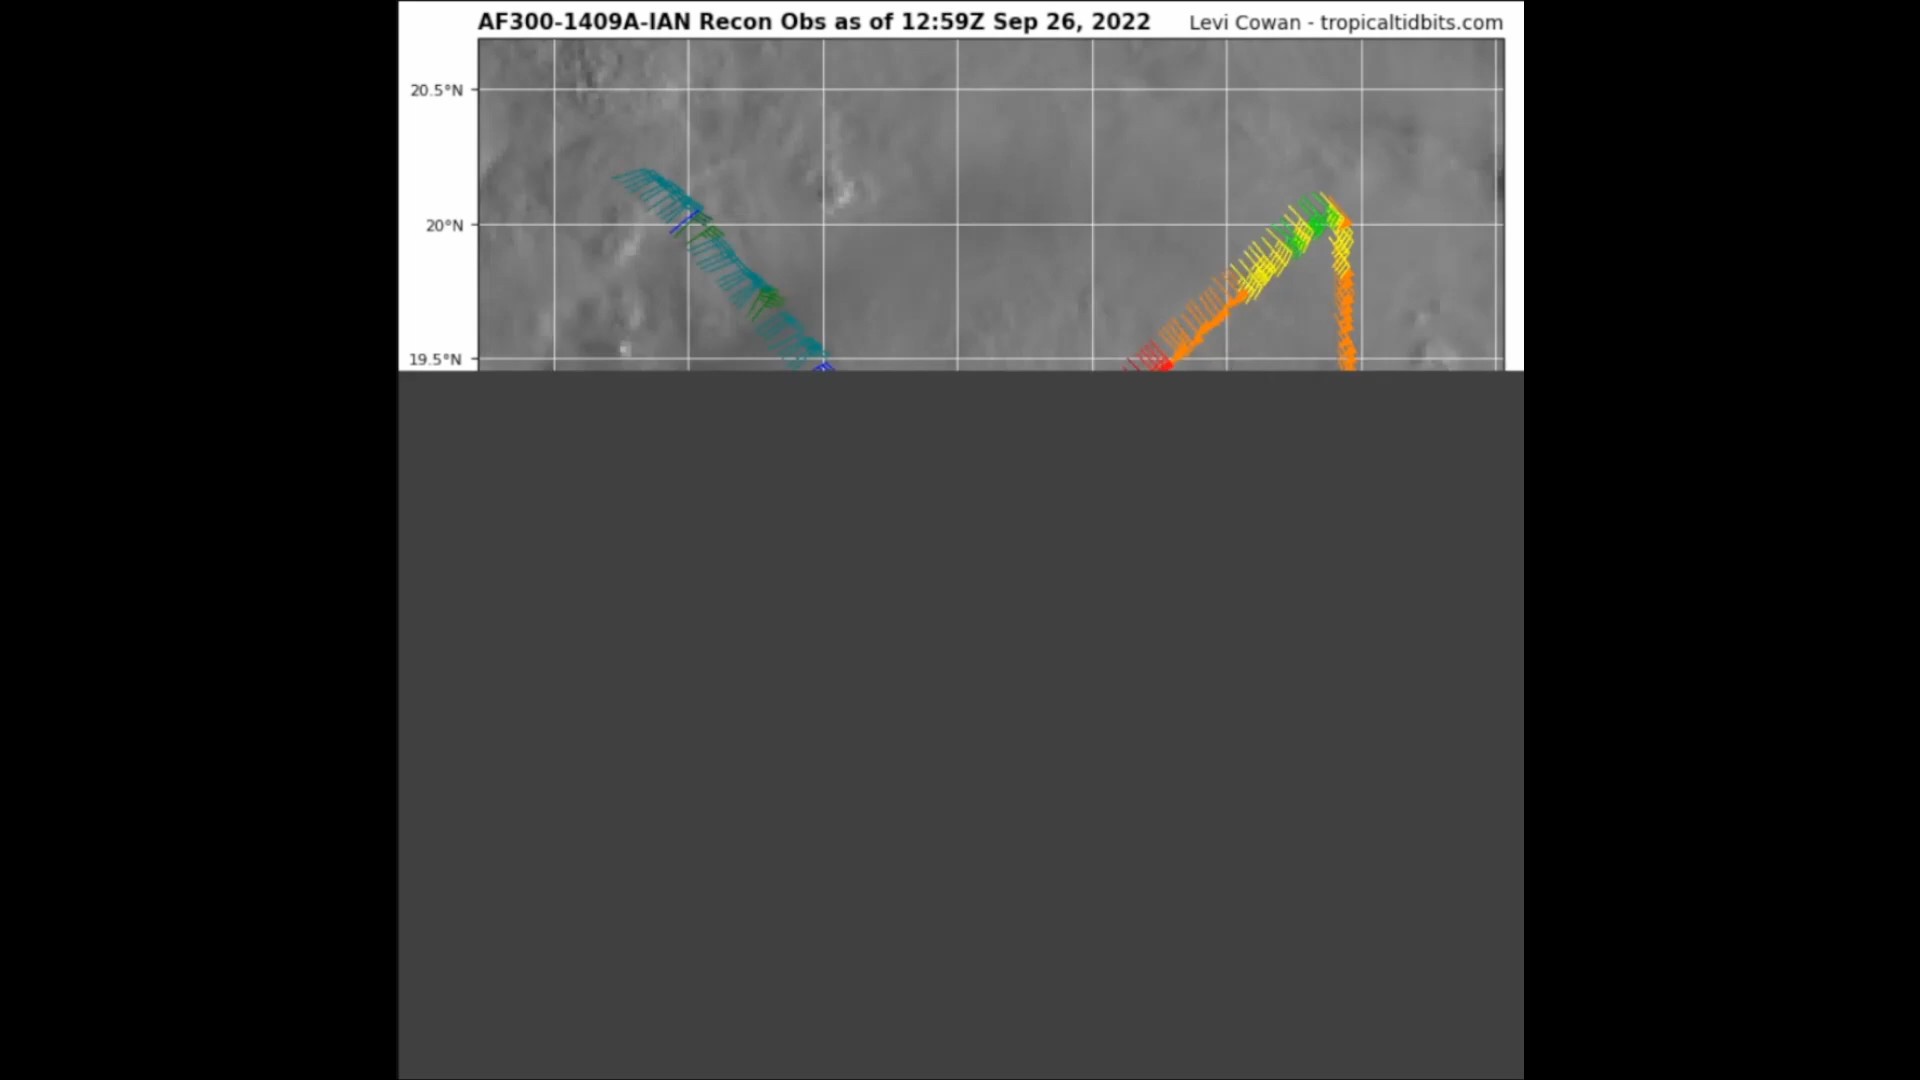 AF300-1409A-IAN Recon Obs as of 12:59Z Sep 26, 2022 Levi Cowan - tropicaltidbits.com
20.5°N
20°N
19.5°N